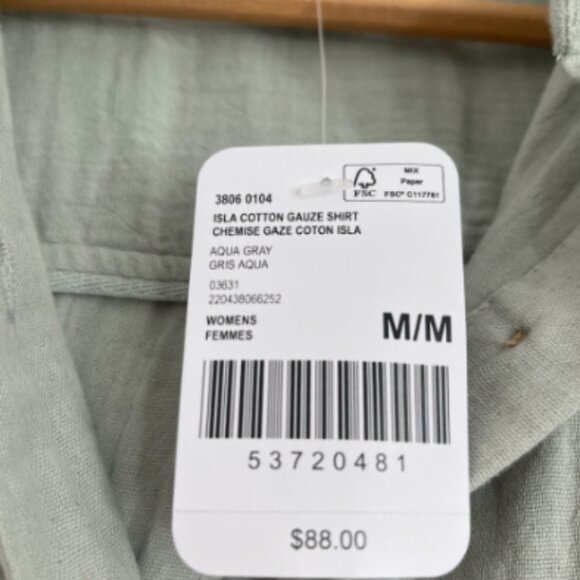 MIX
Paper
FSC
FSC® C117781
3806 0104
ISLA COTTON GAUZE SHIRT
CHEMISE GAZE COTON ISLA
AQUA GRAY
GRIS AQUA
03631
220438066252
WOMENS
FEMMES
M/M
53720481
$88.00